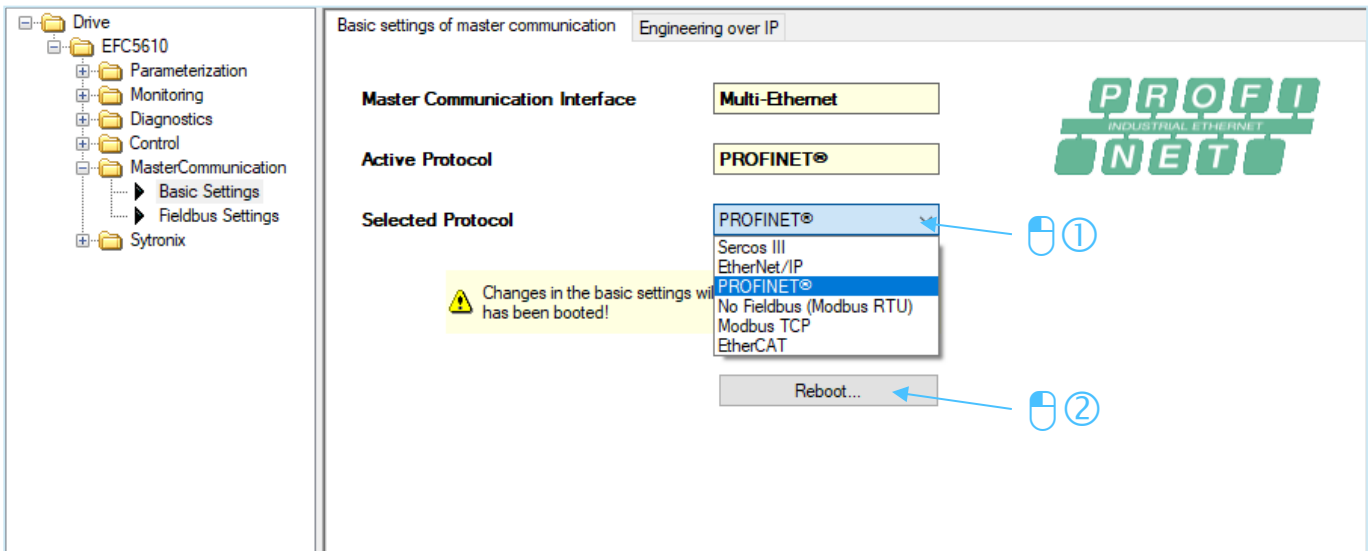 Drive
EFC5610
Parameterization
Monitoring
Diagnostics
Control
MasterCommunication
Basic Settings
Fieldbus Settings
Sytronix
Basic settings of master communication
Engineering over IP
Master Communication Interface
Multi-Ethernet
Active Protocol
PROFINET®
Selected Protocol
PROFINET®
Sercos III
EtherNet/IP
PROFINET®
No Fieldbus (Modbus RTU)
Modbus TCP
EtherCAT
Changes in the basic settings
has been booted!
Reboot...
PROFI
INDUSTRIAL ETHERNET
NET
①
②